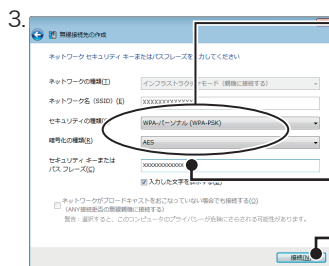 3.
無線接続先の作成
ネットワーク セキュリティ キーまたはパスフレーズを入力してください
ネットワークの種類(T)
インフラストラクチャモード（親機に接続する）
ネットワーク名（SSID）(E)
XXXXXXXXXXXXX
セキュリティの種類(
WPA-パーソナル (WPA-PSK)
暗号化の種類(R)
AES
セキュリティ キーまたは
パス フレーズ(C)
XXXXXXXXXXXX
入力した文字を表示する
ネットワークがブロードキャストをおこなっていない場合でも接続する(O)
（ANY接続拒否の無線親機に接続する）
警告：選択すると、このコンピュータのプライバシーが危険にさらされる可能性があります。
接続(N)